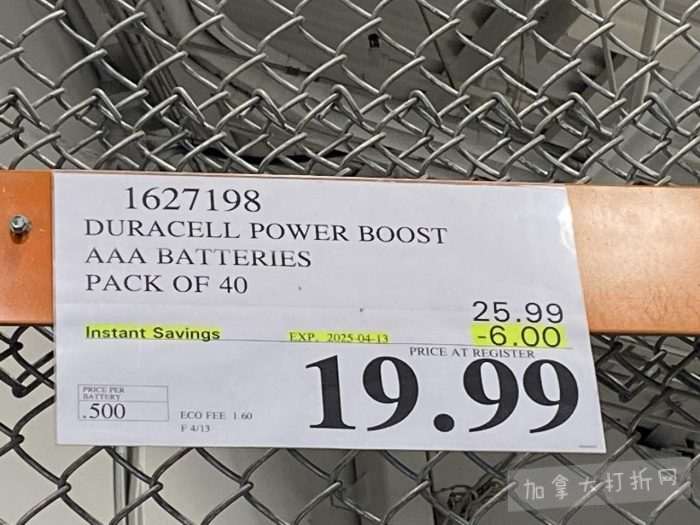 1627198
DURACELL POWER BOOST
AAA BATTERIES
PACK OF 40
25.99
Instant Savings EXP. 2025-04-13 -6.00
PRICE AT REGISTER
19.99
PRICE PER
BATTERY
.500
ECO FEE 1.60
F 4/13
加拿大打折网